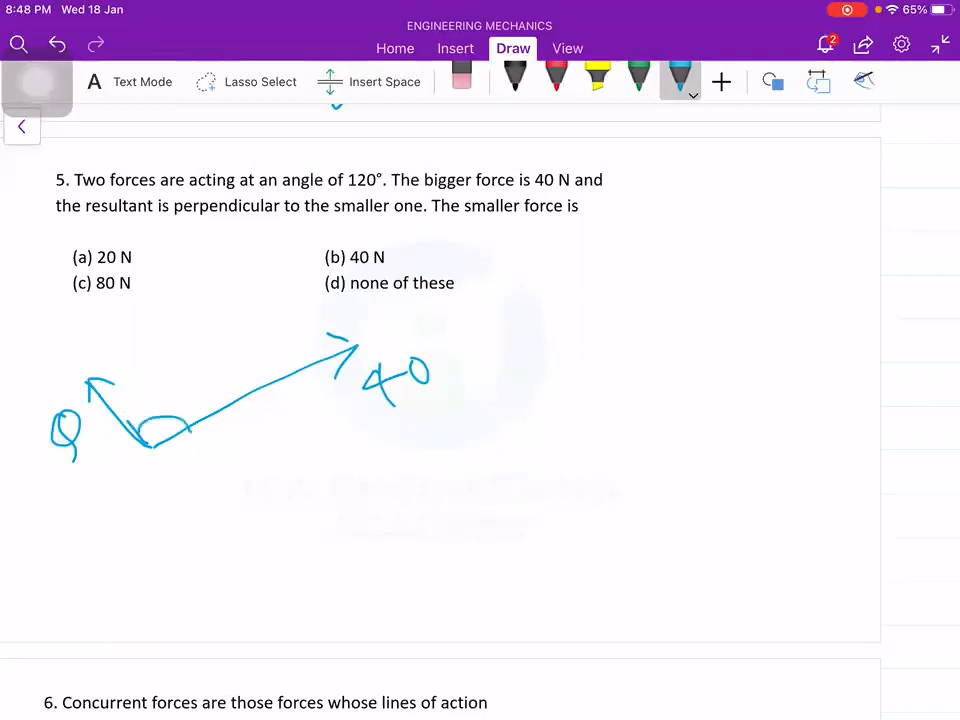 8:48 PM Wed 18 Jan
65%
ENGINEERING MECHANICS
Home Insert Draw View
2
A Text Mode Lasso Select Insert Space
5. Two forces are acting at an angle of 120°. The bigger force is 40 N and
the resultant is perpendicular to the smaller one. The smaller force is
(a) 20 N (b) 40 N
(c) 80 N (d) none of these
40
Q
6. Concurrent forces are those forces whose lines of action